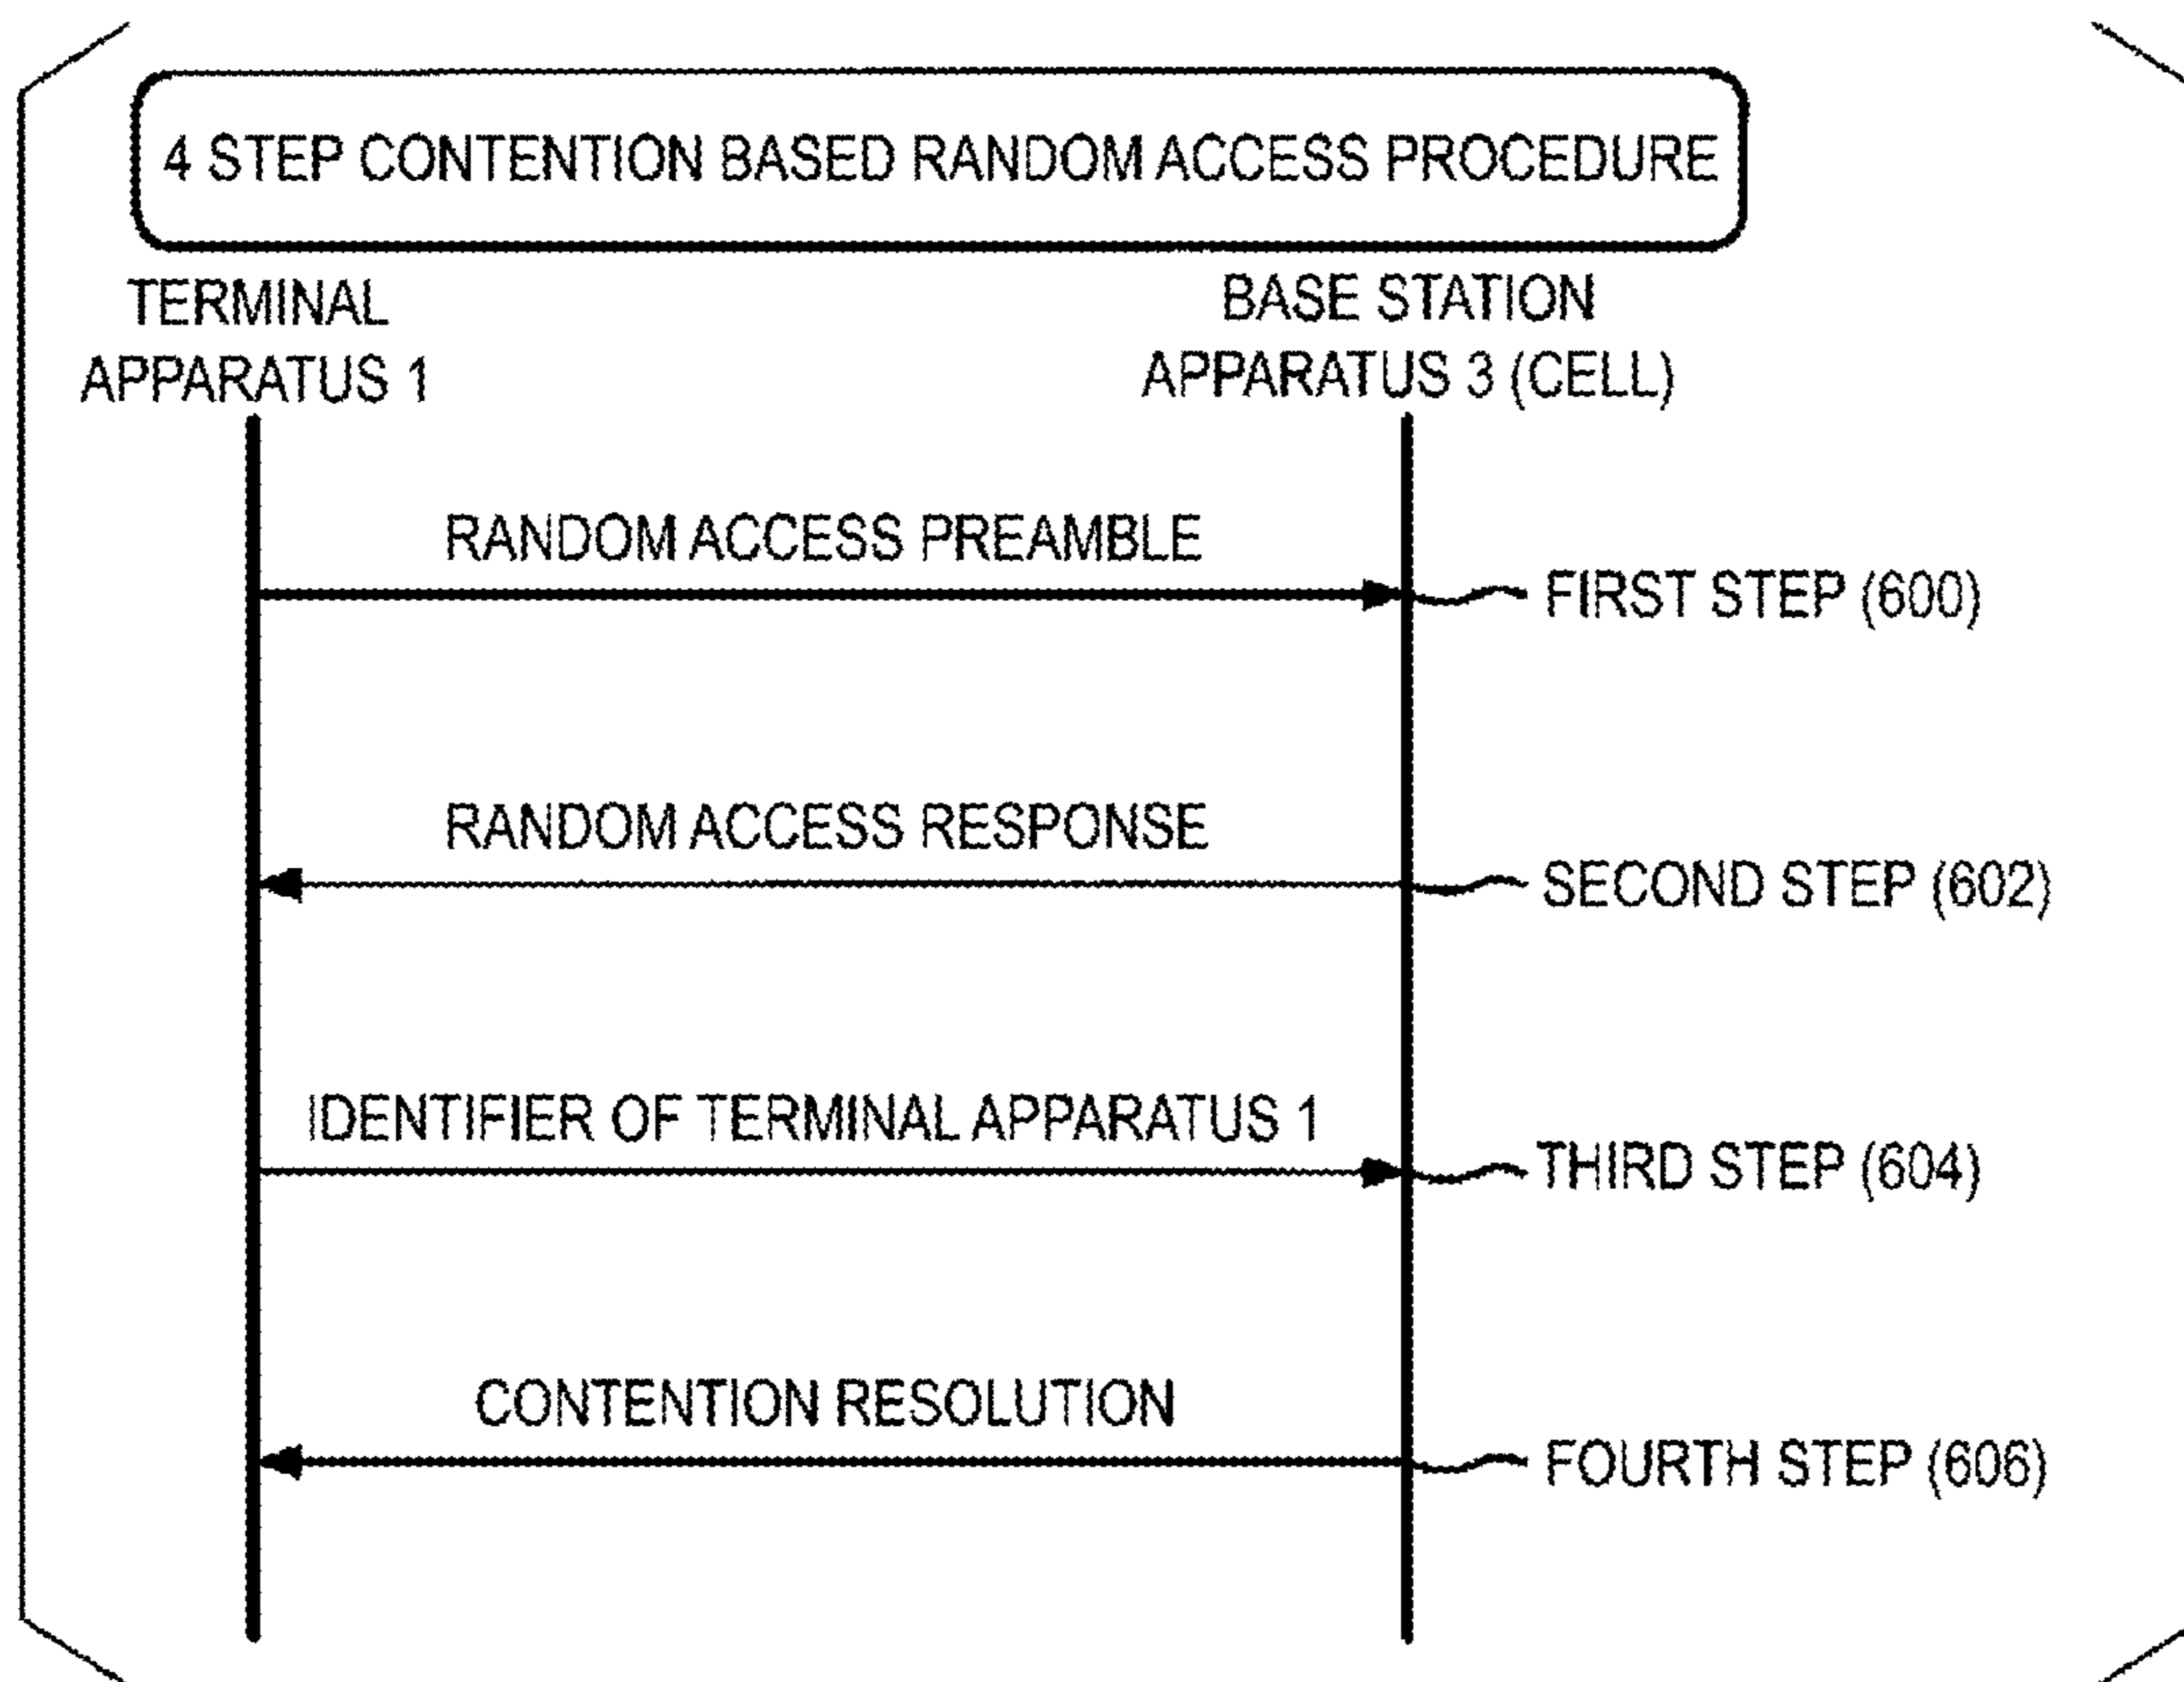 4 STEP CONTENTION BASED RANDOM ACCESS PROCEDURE
TERMINAL
APPARATUS 1
BASE STATION
APPARATUS 3 (CELL)
RANDOM ACCESS PREAMBLE
FIRST STEP (600)
RANDOM ACCESS RESPONSE
SECOND STEP (602)
IDENTIFIER OF TERMINAL APPARATUS 1
THIRD STEP (604)
CONTENTION RESOLUTION
FOURTH STEP (606)